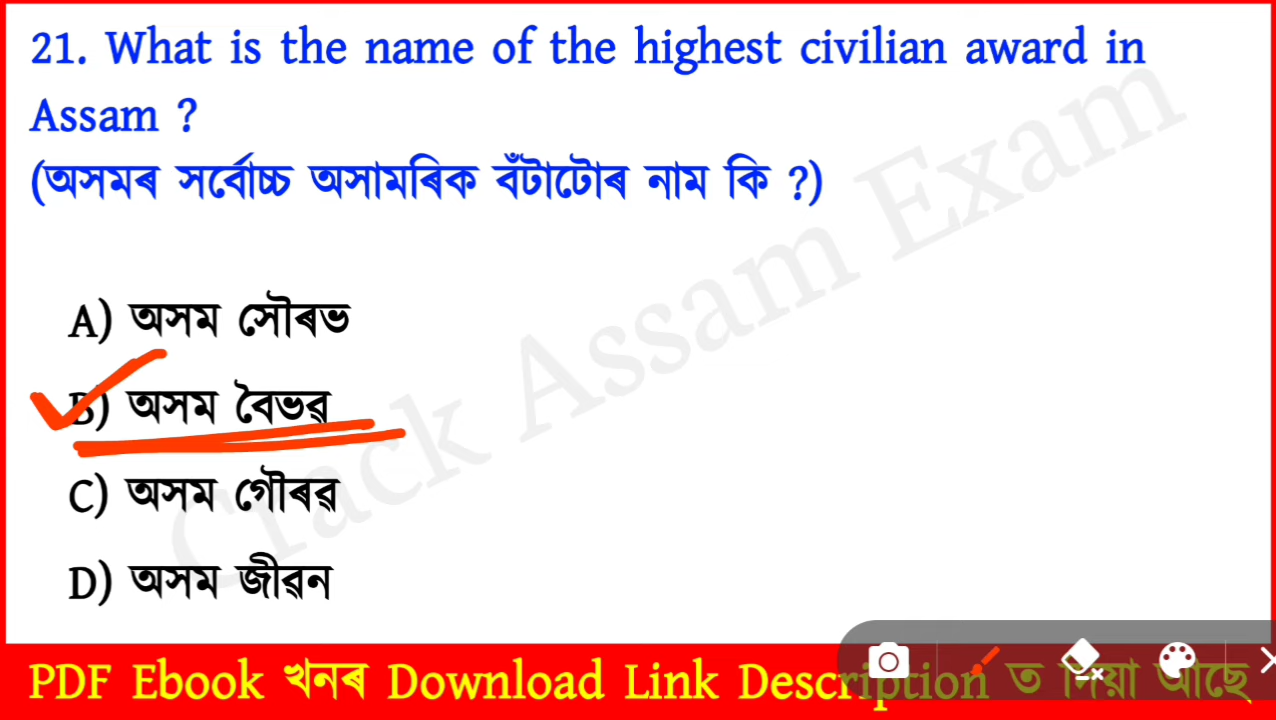 21. What is the name of the highest civilian award in
Assam ?
(অসমৰ সৰ্বোচ্চ অসামৰিক বঁটাটোৰ নাম কি ?)
A) অসম সৌৰভ
B) অসম বৈভৱ
C) অসম গৌৰৱ
D) অসম জীৱন
Crack Assam Exam
PDF Ebook খনৰ Download Link Description ত দিয়া আছে